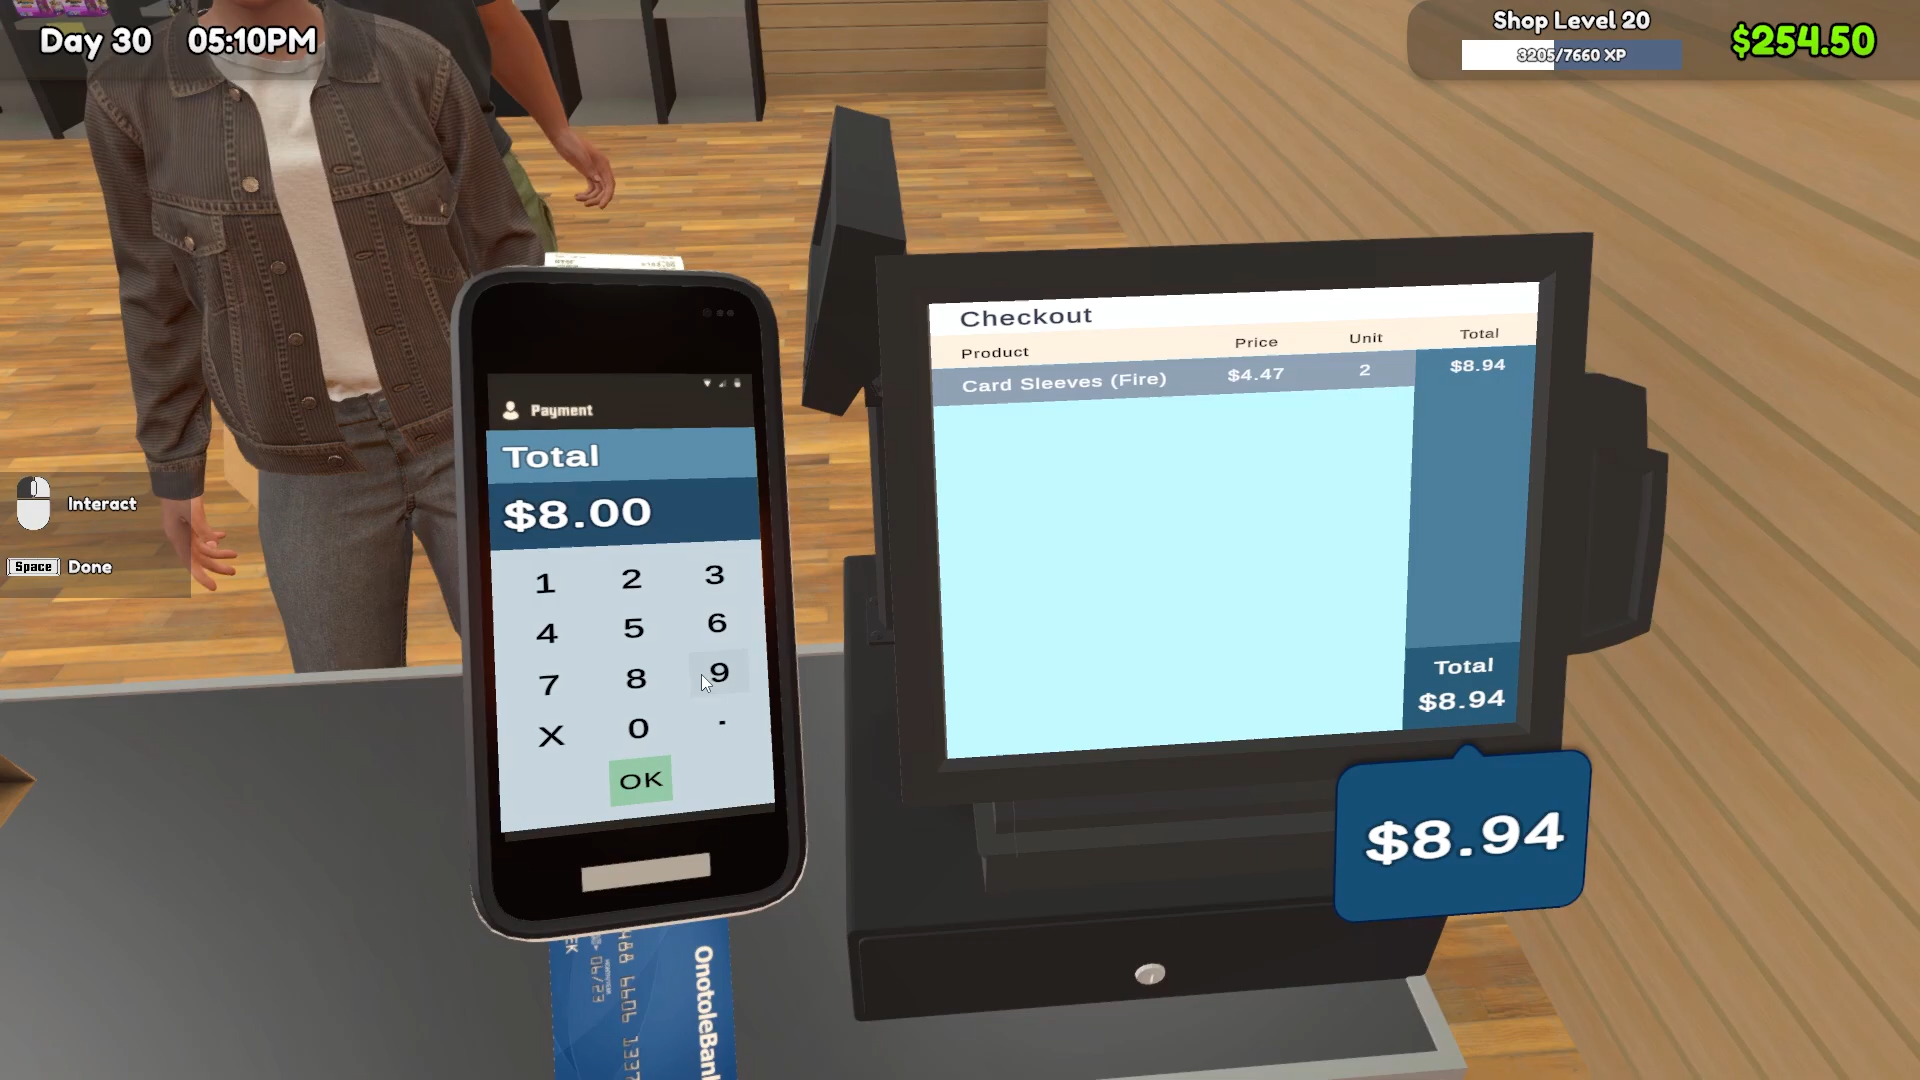 Day 30 05:10PM
Shop Level 20
3205/7660 XP
$254.50
Interact
Space Done
Payment
Total
$8.00
1 2 3
4 5 6
7 8 9
X 0 .
OK
Checkout
Product Price Unit Total
Card Sleeves (Fire) $4.47 2 $8.94
Total
$8.94
$8.94
OnotoleBank
06/23